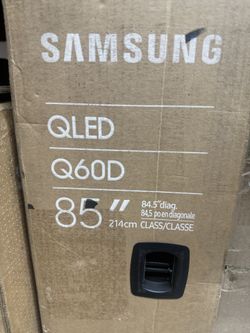 SAMSUNG
QLED
Q60D
85" 84.5" diag.
84,5 po en diagonale
214cm CLASS/CLASSE